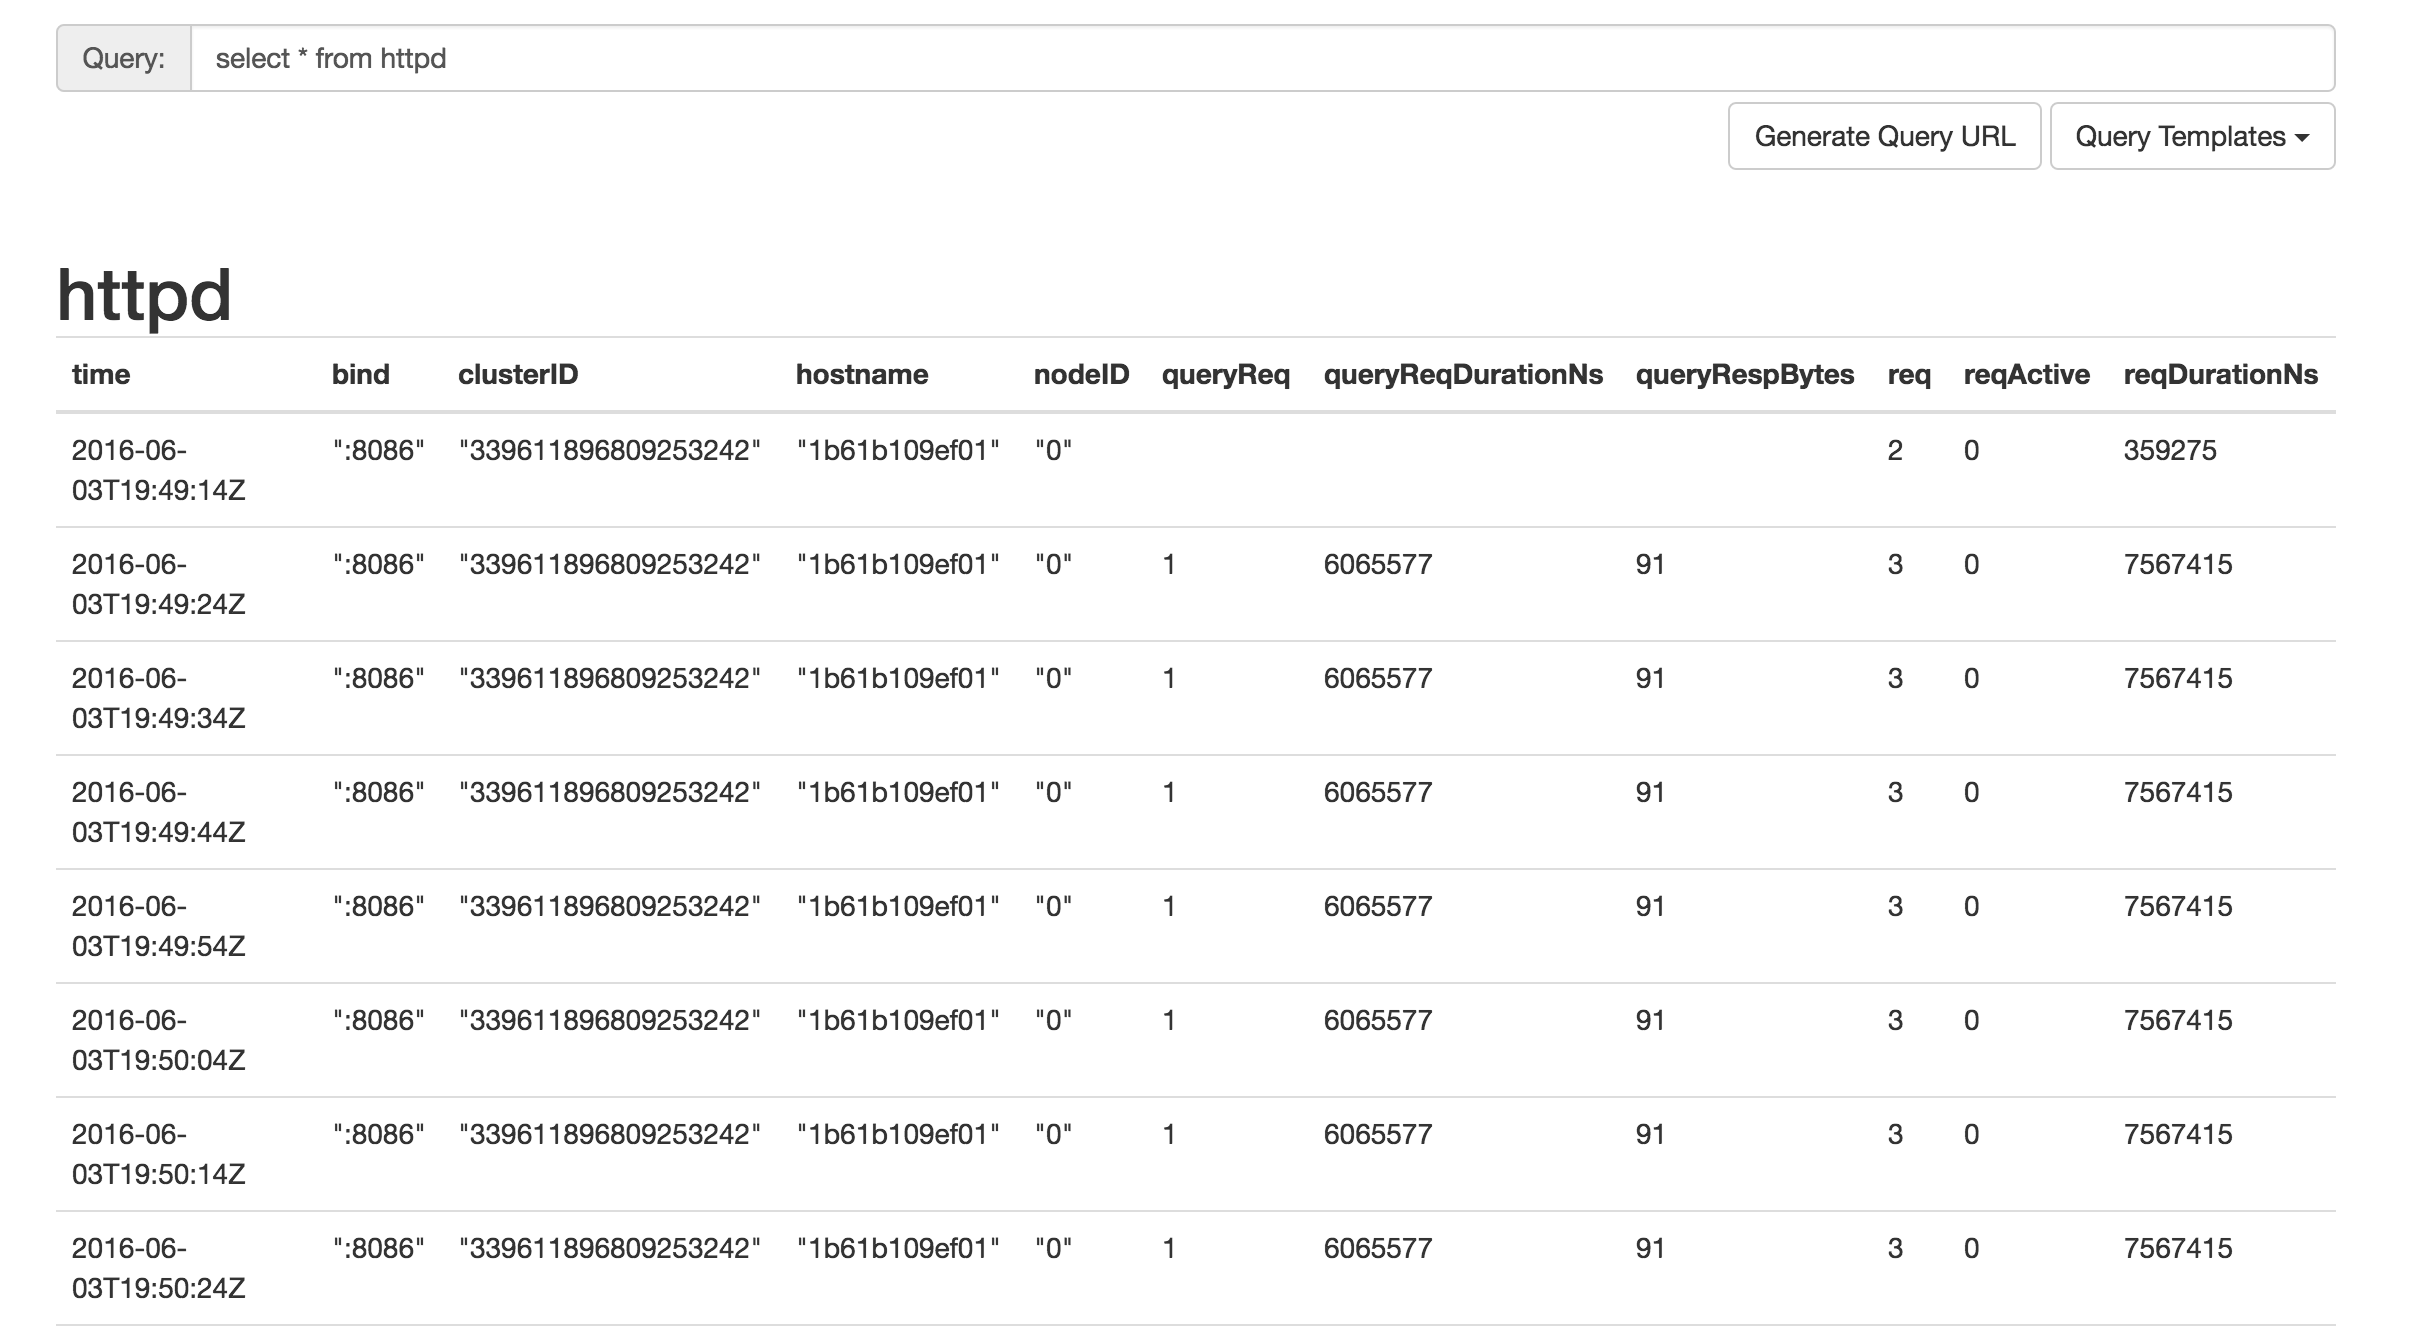 Query: select * from httpd
Generate Query URL Query Templates
httpd
time bind clusterID hostname nodeID queryReq queryReqDurationNs queryRespBytes req reqActive reqDurationNs
2016-06- ":8086" "339611896809253242" "1b61b109ef01" "0" 2 0 359275
03T19:49:14Z
2016-06- ":8086" "339611896809253242" "1b61b109ef01" "0" 1 6065577 91 3 0 7567415
03T19:49:24Z
2016-06- ":8086" "339611896809253242" "1b61b109ef01" "0" 1 6065577 91 3 0 7567415
03T19:49:34Z
2016-06- ":8086" "339611896809253242" "1b61b109ef01" "0" 1 6065577 91 3 0 7567415
03T19:49:44Z
2016-06- ":8086" "339611896809253242" "1b61b109ef01" "0" 1 6065577 91 3 0 7567415
03T19:49:54Z
2016-06- ":8086" "339611896809253242" "1b61b109ef01" "0" 1 6065577 91 3 0 7567415
03T19:50:04Z
2016-06- ":8086" "339611896809253242" "1b61b109ef01" "0" 1 6065577 91 3 0 7567415
03T19:50:14Z
2016-06- ":8086" "339611896809253242" "1b61b109ef01" "0" 1 6065577 91 3 0 7567415
03T19:50:24Z